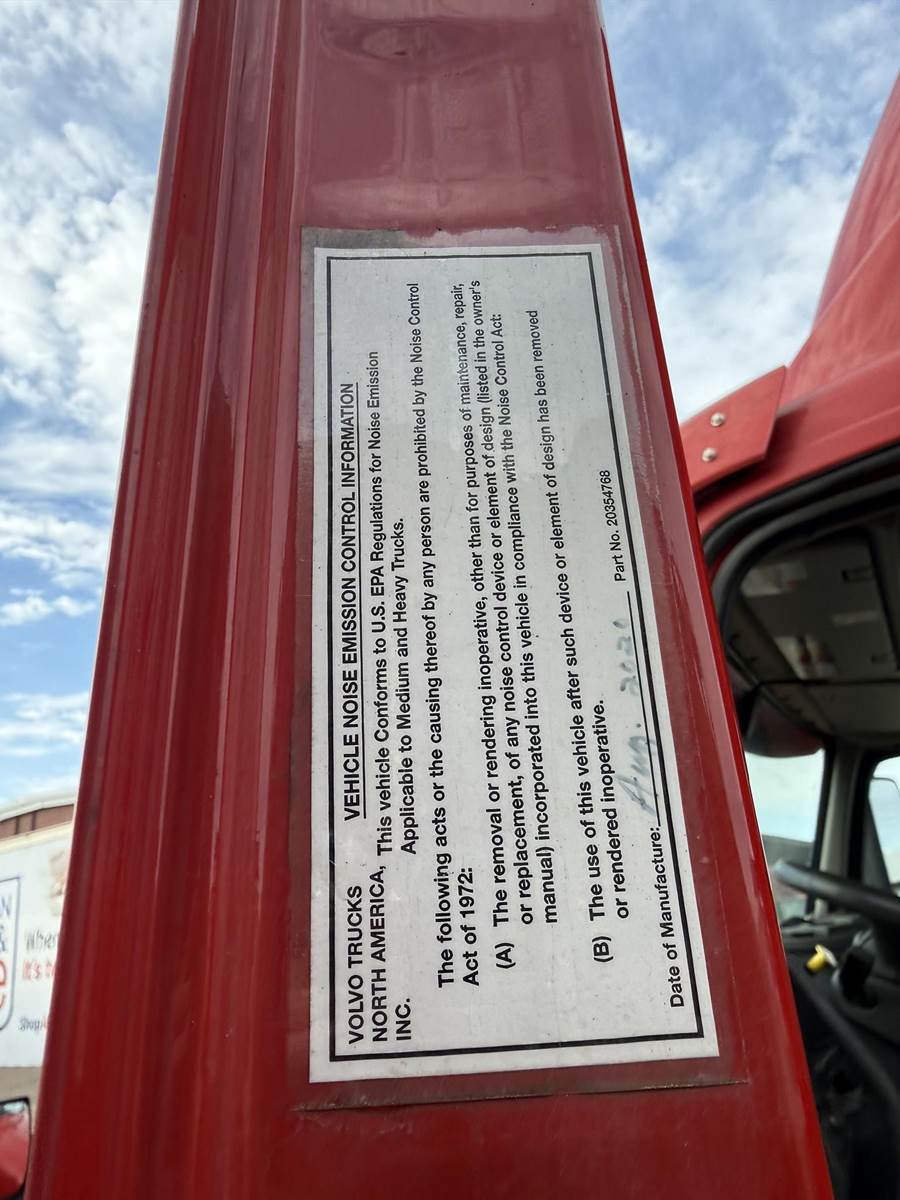 VOLVO TRUCKS
NORTH AMERICA,
INC.
VEHICLE NOISE EMISSION CONTROL INFORMATION
This vehicle Conforms to U.S. EPA Regulations for Noise Emission
Applicable to Medium and Heavy Trucks.
The following acts or the causing thereof by any person are prohibited by the Noise Control
Act of 1972:
(A) The removal or rendering inoperative, other than for purposes of maintenance, repair,
or replacement, of any noise control device or element of design (listed in the owner's
manual) incorporated into this vehicle in compliance with the Noise Control Act:
(B) The use of this vehicle after such device or element of design has been removed
or rendered inoperative.
Date of Manufacture: Aug. Part No. 20354768
It's